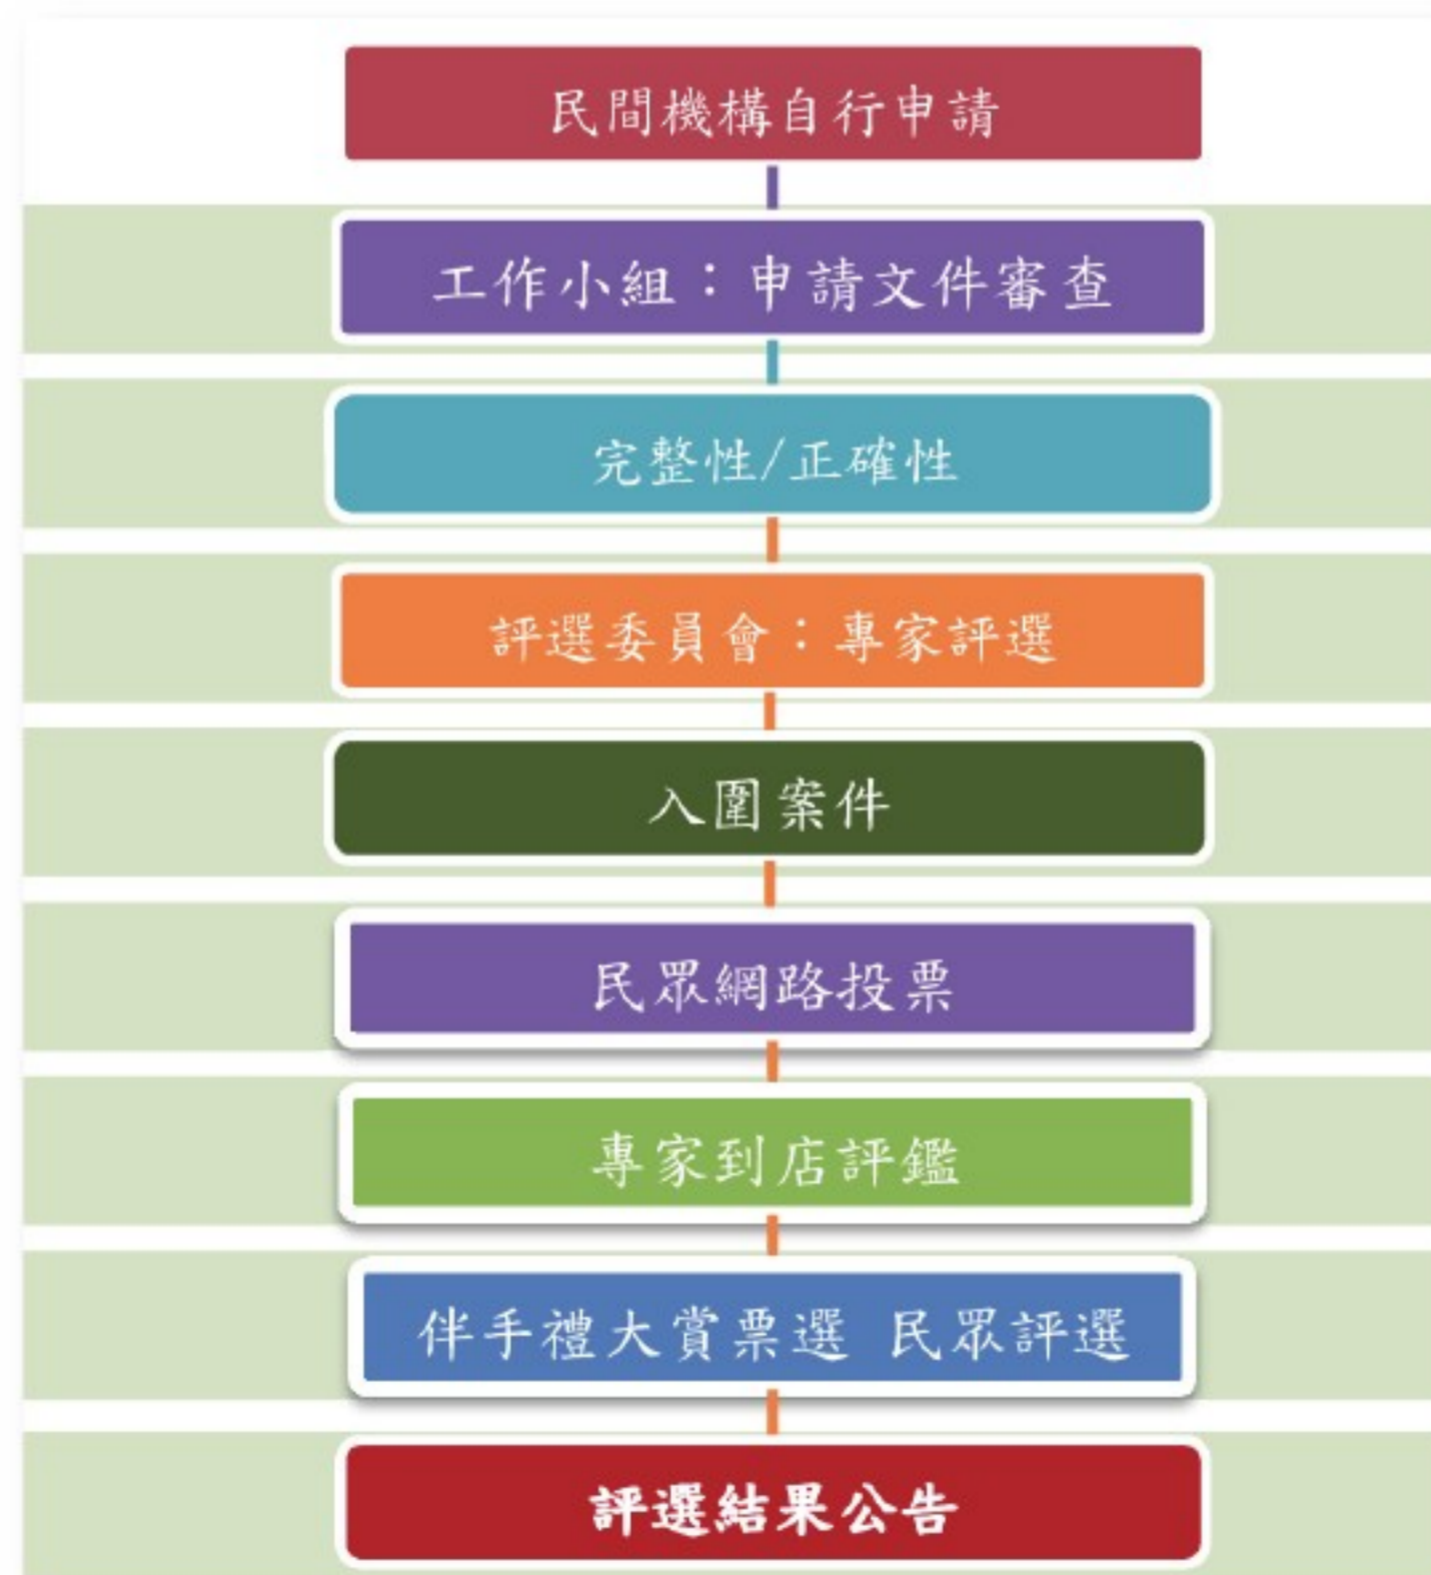 民間機構自行申請
工作小組：申請文件審查
完整性/正確性
評選委員會：專家評選
入圍案件
民眾網路投票
專家到店評鑑
伴手禮大賞票選 民眾評選
評選結果公告